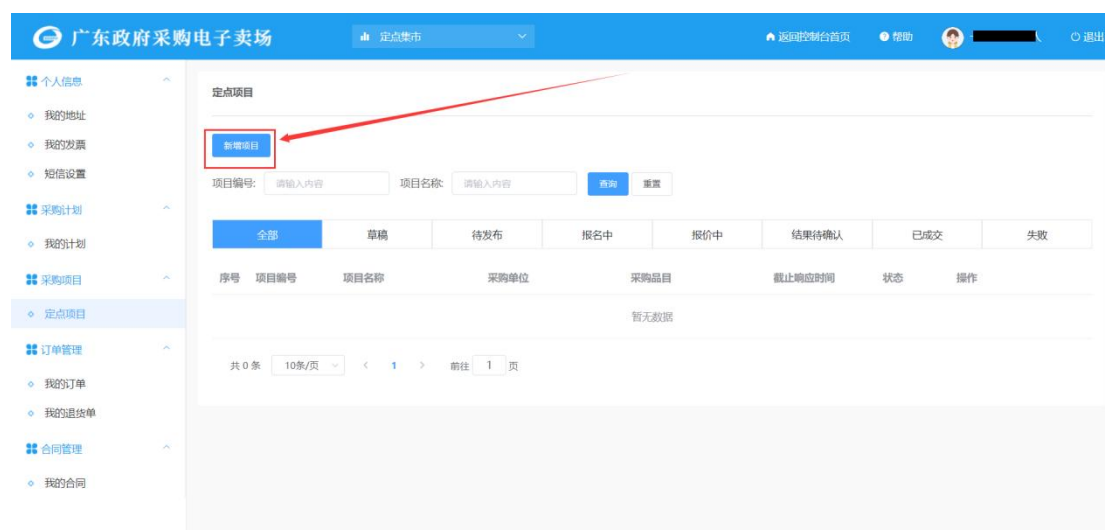 广东政府采购电子卖场 定点集市 返回控制台首页 帮助 人 退出
个人信息
我的地址
我的发票
短信设置
采购计划
我的计划
采购项目
定点项目
订单管理
我的订单
我的退货单
合同管理
我的合同
定点项目
新增项目
项目编号: 请输入内容 项目名称: 请输入内容 查询 重置
全部 草稿 待发布 报名中 报价中 结果待确认 已成交 失败
序号 项目编号 项目名称 采购单位 采购品目 截止响应时间 状态 操作
暂无数据
共 0 条 10条/页 < 1 > 前往 1 页